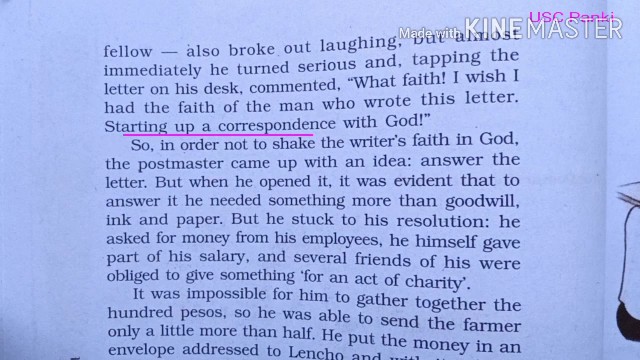 USC Panki
Made with KINEMASTER
fellow — also broke out laughing, but almost
immediately he turned serious and, tapping the
letter on his desk, commented, “What faith! I wish I
had the faith of the man who wrote this letter.
Starting up a correspondence with God!”
So, in order not to shake the writer’s faith in God,
the postmaster came up with an idea: answer the
letter. But when he opened it, it was evident that to
answer it he needed something more than goodwill,
ink and paper. But he stuck to his resolution: he
asked for money from his employees, he himself gave
part of his salary, and several friends of his were
obliged to give something ‘for an act of charity’.
It was impossible for him to gather together the
hundred pesos, so he was able to send the farmer
only a little more than half. He put the money in an
envelope addressed to Lencho and